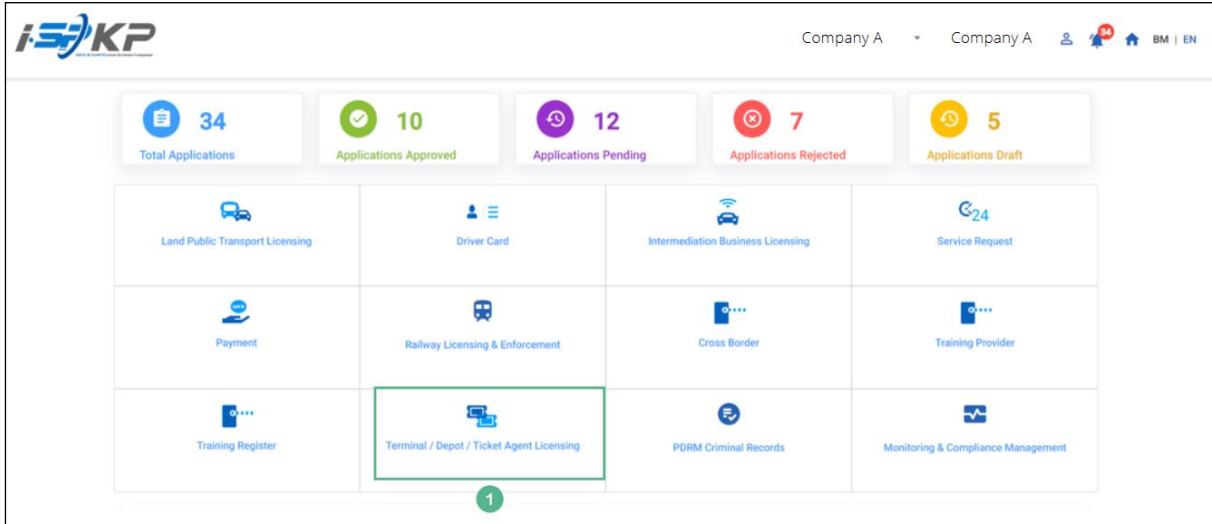 i-SPKP
Company A Company A 34 BM | EN
34 10 12 7 5
Total Applications Applications Approved Applications Pending Applications Rejected Applications Draft
24
Land Public Transport Licensing Driver Card Intermediation Business Licensing Service Request
MYR
Payment Railway Licensing & Enforcement Cross Border Training Provider
Training Register Terminal / Depot / Ticket Agent Licensing PDRM Criminal Records Monitoring & Compliance Management
1